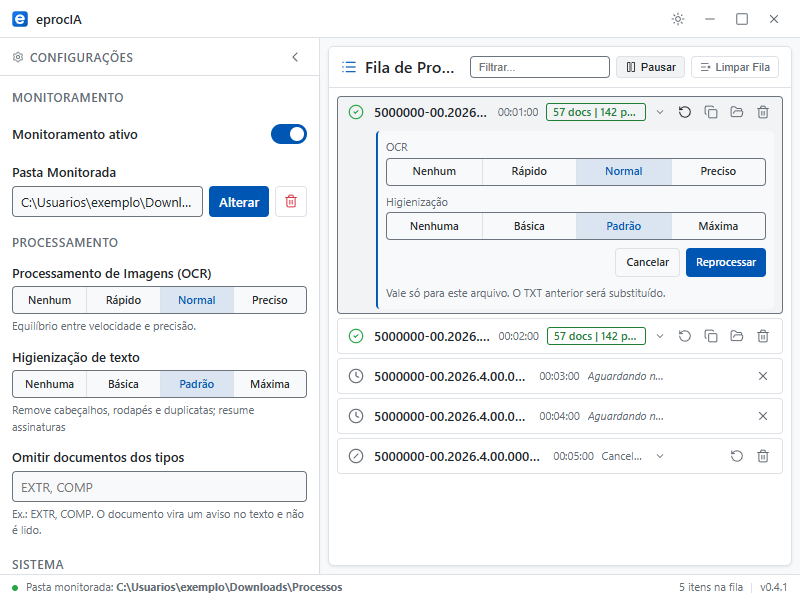 eprocIA
CONFIGURAÇÕES
MONITORAMENTO
Monitoramento ativo
Pasta Monitorada
C:\Usuarios\exemplo\Downl...
Alterar
PROCESSAMENTO
Processamento de Imagens (OCR)
Nenhum Rápido Normal Preciso
Equilíbrio entre velocidade e precisão.
Higienização de texto
Nenhuma Básica Padrão Máxima
Remove cabeçalhos, rodapés e duplicatas; resume
assinaturas
Omitir documentos dos tipos
EXTR, COMP
Ex.: EXTR, COMP. O documento vira um aviso no texto e não
é lido.
SISTEMA
Fila de Pro... Filtrar... Pausar Limpar Fila
5000000-00.2026... 00:01:00 57 docs | 142 p...
OCR
Nenhum Rápido Normal Preciso
Higienização
Nenhuma Básica Padrão Máxima
Cancelar Reprocessar
Vale só para este arquivo. O TXT anterior será substituído.
5000000-00.2026.... 00:02:00 57 docs | 142 p...
5000000-00.2026.4.00.0... 00:03:00 Aguardando n...
5000000-00.2026.4.00.0... 00:04:00 Aguardando n...
5000000-00.2026.4.00.000... 00:05:00 Cancel...
Pasta monitorada: C:\Usuarios\exemplo\Downloads\Processos
5 itens na fila v0.4.1